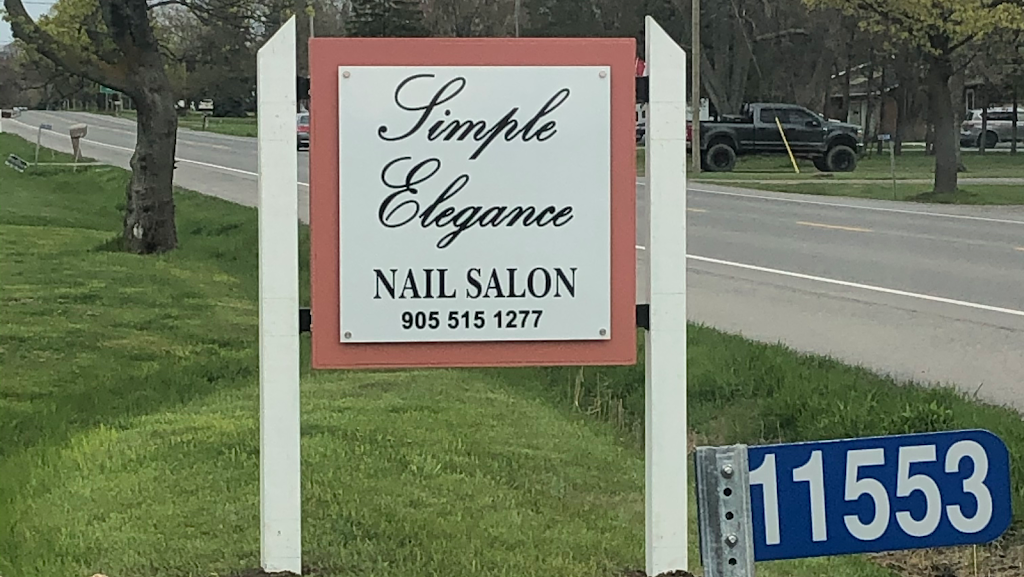 Simple
Elegance
NAIL SALON
905 515 1277
11553